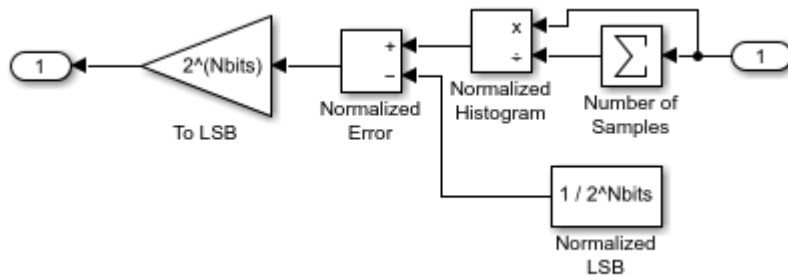 1
2^(Nbits)
To LSB
+
−
Normalized
Error
x
÷
Normalized
Histogram
Number of
Samples
1
1 / 2^Nbits
Normalized
LSB